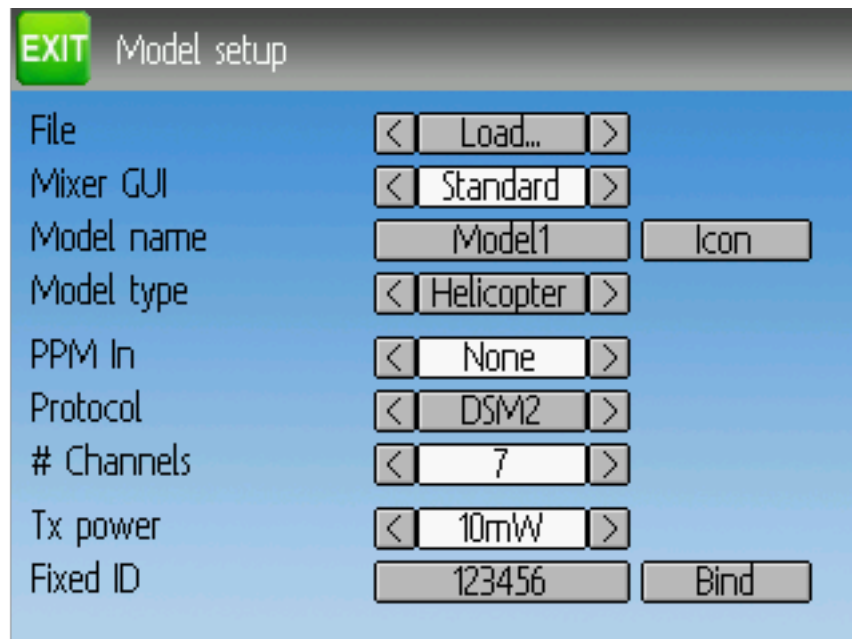 EXIT Model setup
File < Load... >
Mixer GUI < Standard >
Model name Model1 Icon
Model type < Helicopter >
PPM In < None >
Protocol < DSM2 >
# Channels < 7 >
Tx power < 10mW >
Fixed ID 123456 Bind